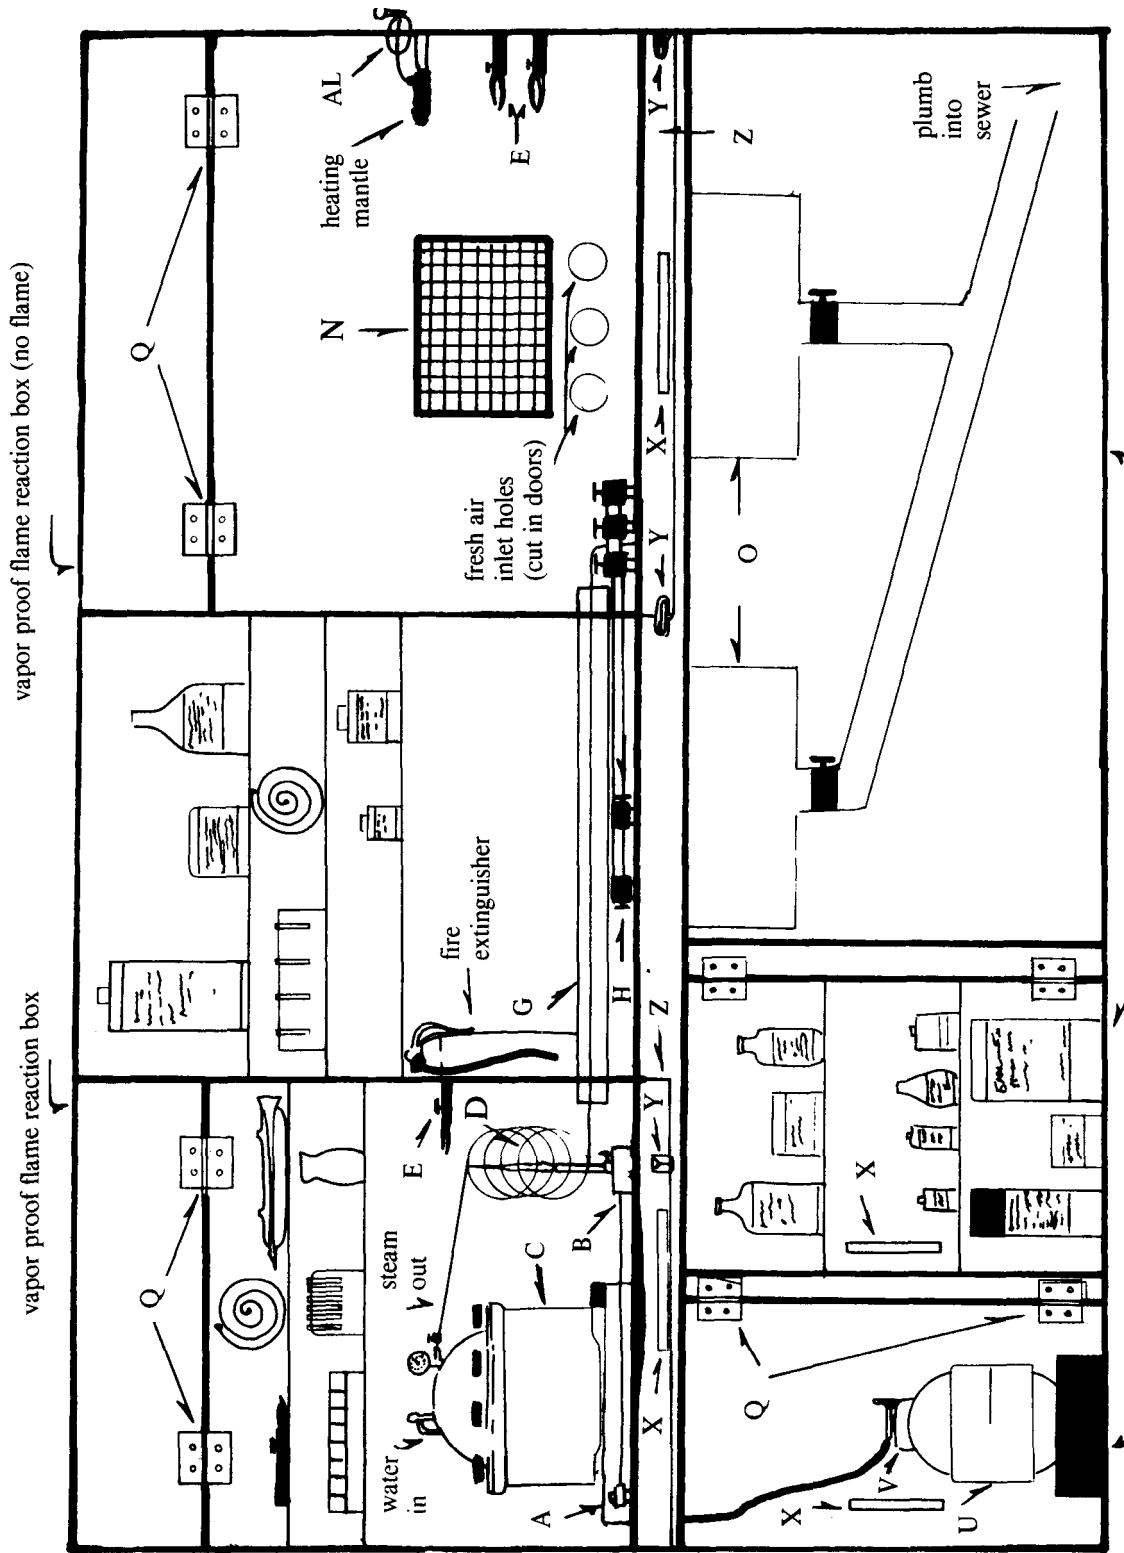 vapor proof flame reaction box
vapor proof flame reaction box (no flame)
Q
Q
N
AL
heating
mantle
E
fresh air
inlet holes
(cut in doors)
fire
extinguisher
G
H
E
D
steam
out
water
in
C
B
A
X
Y
Z
Y
X
Y
Z
O
plumb
into
sewer
X
Q
X
V
U